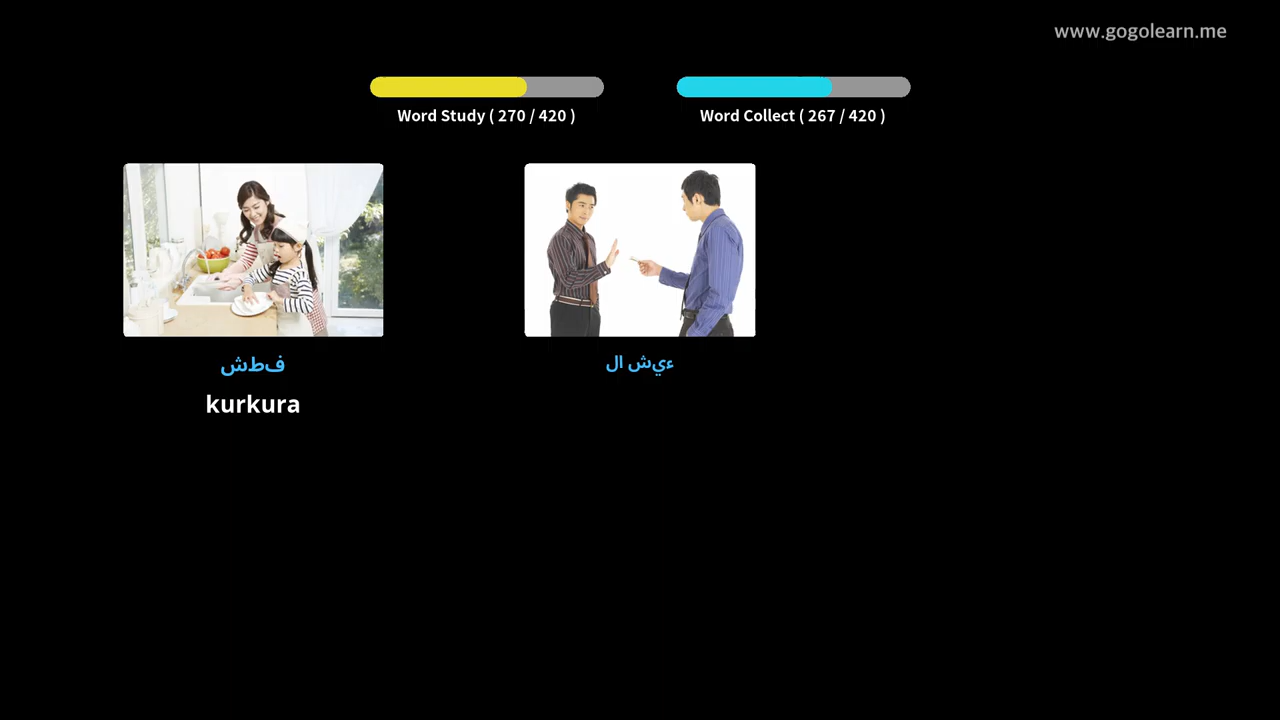 www.gogolearn.me
Word Study ( 270 / 420 )
Word Collect ( 267 / 420 )
فطش
kurkura
ءيش ال